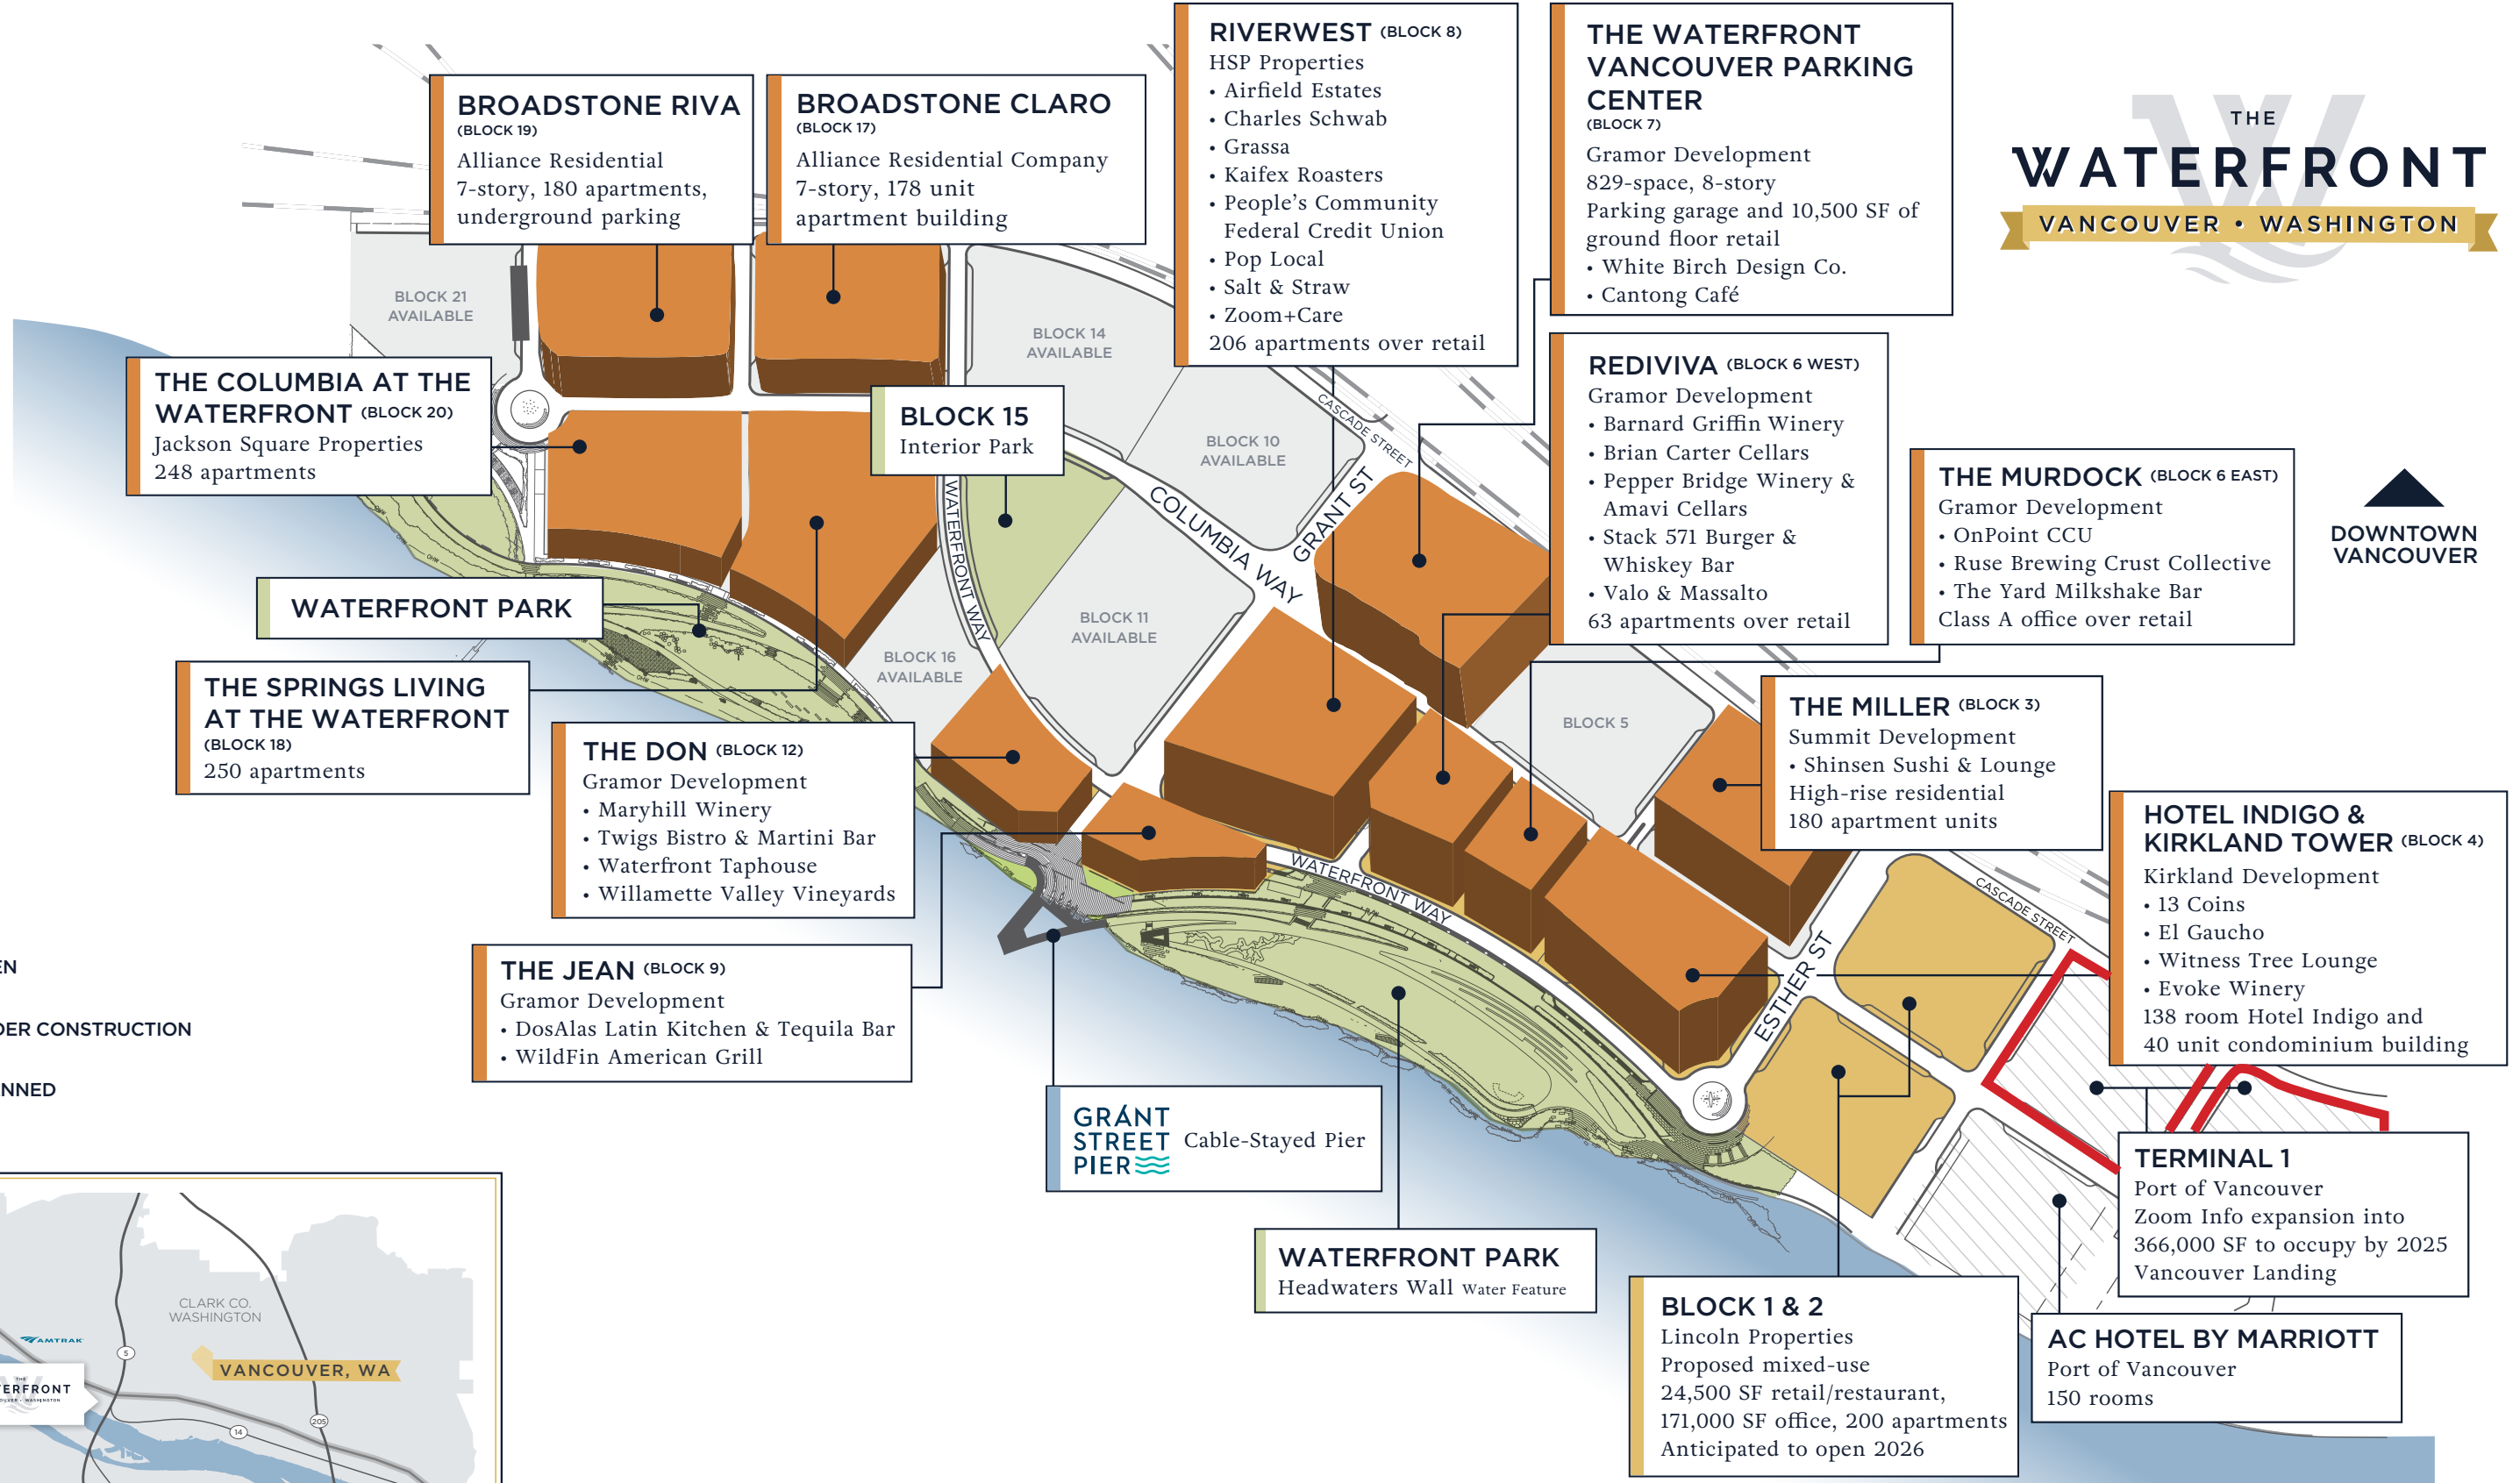 RIVERWEST (BLOCK 8)
HSP Properties
• Airfield Estates
• Charles Schwab
• Grassa
• Kaifex Roasters
• People's Community
Federal Credit Union
• Pop Local
• Salt & Straw
• Zoom+Care
206 apartments over retail
THE WATERFRONT
VANCOUVER PARKING
CENTER
(BLOCK 7)
Gramor Development
829-space, 8-story
Parking garage and 10,500 SF of
ground floor retail
• White Birch Design Co.
• Cantong Café
THE
WATERFRONT
VANCOUVER • WASHINGTON
BROADSTONE RIVA
(BLOCK 19)
Alliance Residential
7-story, 180 apartments,
underground parking
BROADSTONE CLARO
(BLOCK 17)
Alliance Residential Company
7-story, 178 unit
apartment building
BLOCK 21
AVAILABLE
BLOCK 14
AVAILABLE
BLOCK 10
AVAILABLE
CASCADE STREET
THE COLUMBIA AT THE
WATERFRONT (BLOCK 20)
Jackson Square Properties
248 apartments
BLOCK 15
Interior Park
REDIVIVA (BLOCK 6 WEST)
Gramor Development
• Barnard Griffin Winery
• Brian Carter Cellars
• Pepper Bridge Winery &
Amavi Cellars
• Stack 571 Burger &
Whiskey Bar
• Valo & Massalto
63 apartments over retail
THE MURDOCK (BLOCK 6 EAST)
Gramor Development
• OnPoint CCU
• Ruse Brewing Crust Collective
• The Yard Milkshake Bar
Class A office over retail
DOWNTOWN
VANCOUVER
WATERFRONT WAY
COLUMBIA WAY
GRANT ST
WATERFRONT PARK
BLOCK 11
AVAILABLE
BLOCK 16
AVAILABLE
BLOCK 5
THE SPRINGS LIVING
AT THE WATERFRONT
(BLOCK 18)
250 apartments
THE DON (BLOCK 12)
Gramor Development
• Maryhill Winery
• Twigs Bistro & Martini Bar
• Waterfront Taphouse
• Willamette Valley Vineyards
THE MILLER (BLOCK 3)
Summit Development
• Shinsen Sushi & Lounge
High-rise residential
180 apartment units
HOTEL INDIGO &
KIRKLAND TOWER (BLOCK 4)
Kirkland Development
• 13 Coins
• El Gaucho
• Witness Tree Lounge
• Evoke Winery
138 room Hotel Indigo and
40 unit condominium building
WATERFRONT WAY
CASCADE STREET
ESTHER ST
THE JEAN (BLOCK 9)
Gramor Development
• DosAlas Latin Kitchen & Tequila Bar
• WildFin American Grill
EN
DER CONSTRUCTION
NNED
GRANT
STREET
PIER
Cable-Stayed Pier
TERMINAL 1
Port of Vancouver
Zoom Info expansion into
366,000 SF to occupy by 2025
Vancouver Landing
WATERFRONT PARK
Headwaters Wall Water Feature
BLOCK 1 & 2
Lincoln Properties
Proposed mixed-use
24,500 SF retail/restaurant,
171,000 SF office, 200 apartments
Anticipated to open 2026
AC HOTEL BY MARRIOTT
Port of Vancouver
150 rooms
CLARK CO.
WASHINGTON
AMTRAK
5
VANCOUVER, WA
THE
ERFRONT
205
14